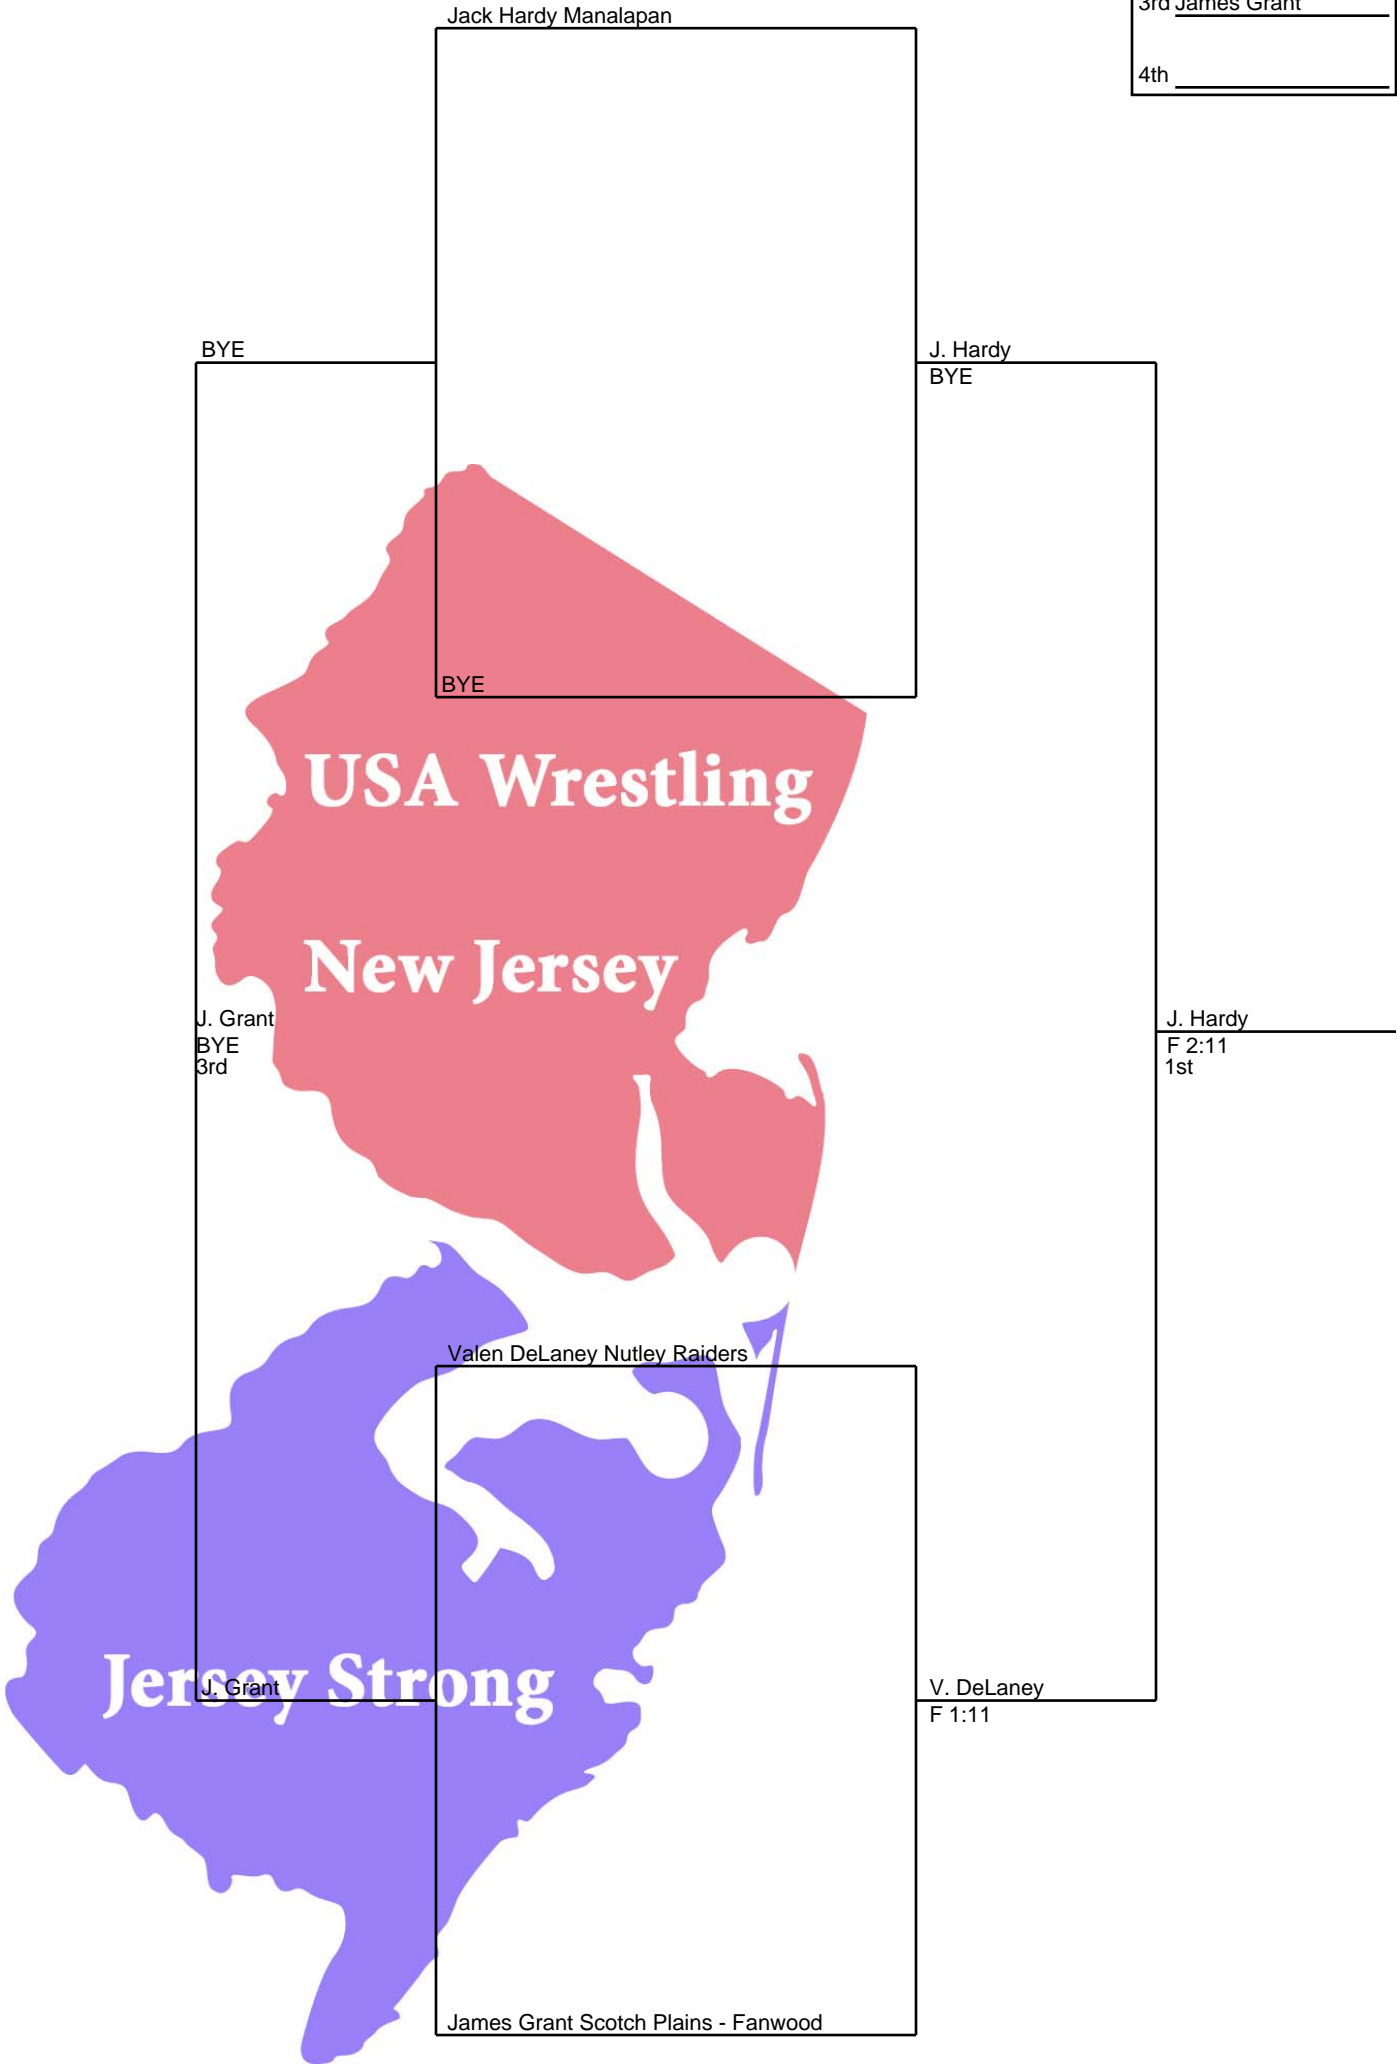 Jack Hardy Manalapan
3rd James Grant
4th
BYE
J. Hardy
BYE
BYE
USA Wrestling
New Jersey
J. Grant
BYE
3rd
J. Hardy
F 2:11
1st
Valen DeLaney Nutley Raiders
Jersey Strong
J. Grant
V. DeLaney
F 1:11
James Grant Scotch Plains - Fanwood